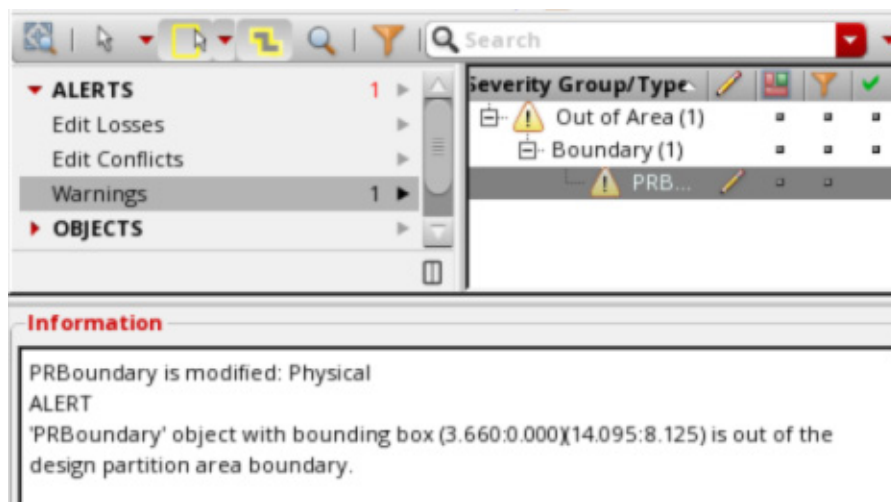 Search
ALERTS 1
Edit Losses
Edit Conflicts
Warnings 1
OBJECTS
Severity Group/Type
Out of Area (1)
Boundary (1)
PRB...
Information
PRBoundary is modified: Physical
ALERT
'PRBoundary' object with bounding box (3.660:0.000)(14.095:8.125) is out of the
design partition area boundary.